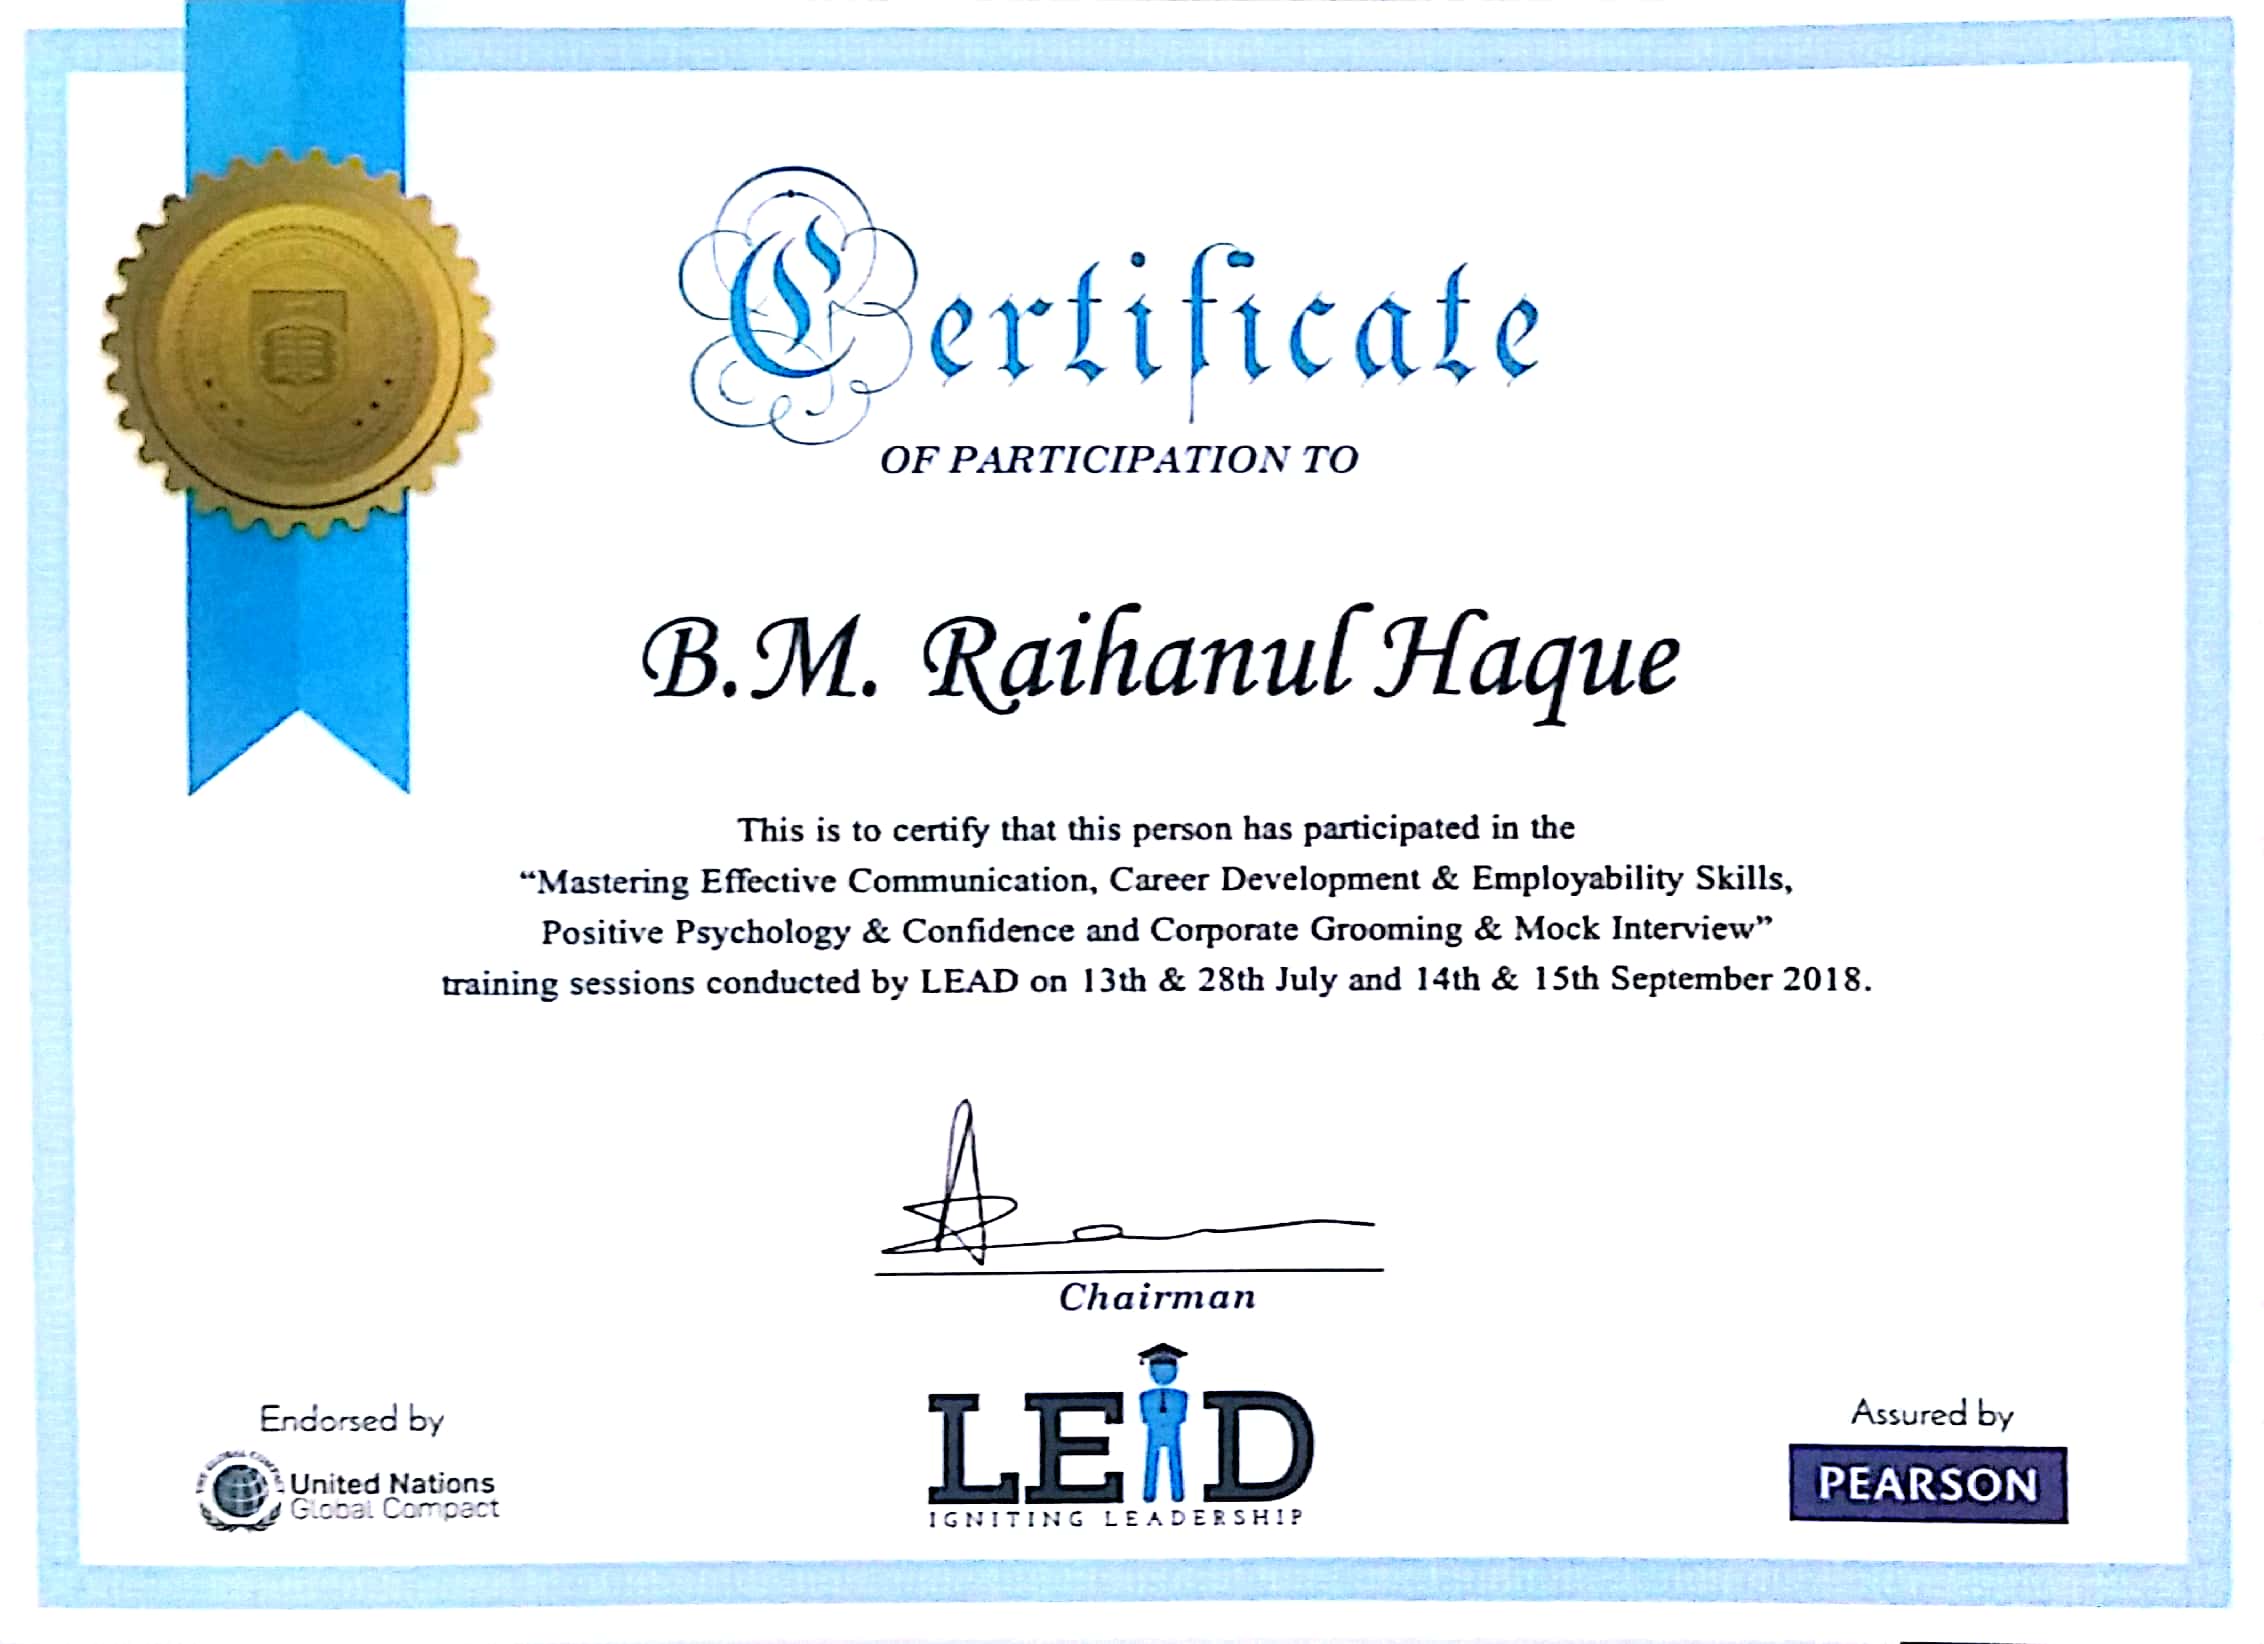 Certificate
OF PARTICIPATION TO
B.M. Raihanul Haque
This is to certify that this person has participated in the
“Mastering Effective Communication, Career Development & Employability Skills,
Positive Psychology & Confidence and Corporate Grooming & Mock Interview”
training sessions conducted by LEAD on 13th & 28th July and 14th & 15th September 2018.
Chairman
Endorsed by
United Nations
Global Compact
LEAD
IGNITING LEADERSHIP
Assured by
PEARSON